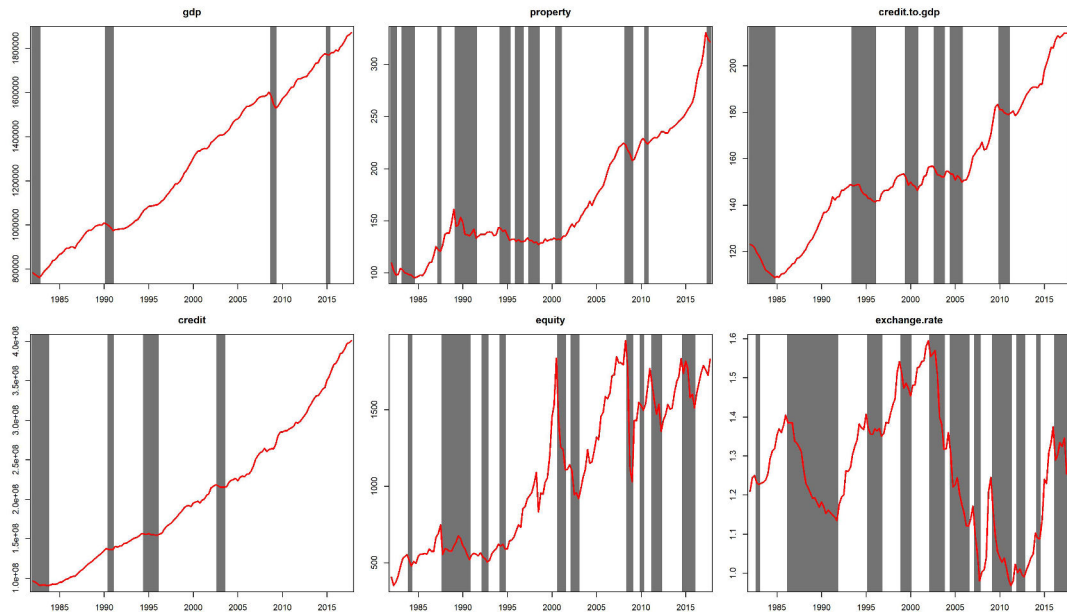 gdp
800000 1000000 1200000 1400000 1600000 1800000
1985 1990 1995 2000 2005 2010 2015
property
100 150 200 250 300
1985 1990 1995 2000 2005 2010 2015
credit.to.gdp
120 140 160 180 200
1985 1990 1995 2000 2005 2010 2015
credit
1.0e+08 1.5e+08 2.0e+08 2.5e+08 3.0e+08 3.5e+08 4.0e+08
1985 1990 1995 2000 2005 2010 2015
equity
500 1000 1500
1985 1990 1995 2000 2005 2010 2015
exchange.rate
1.0 1.1 1.2 1.3 1.4 1.5 1.6
1985 1990 1995 2000 2005 2010 2015